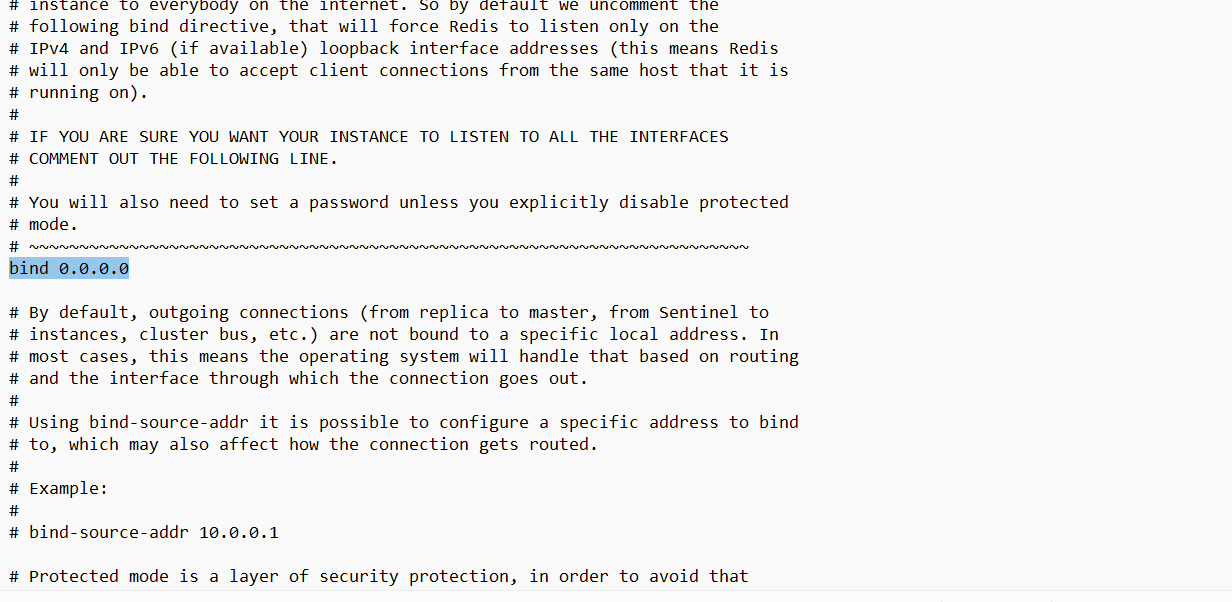 # instance to everybody on the internet. So by default we uncomment the
# following bind directive, that will force Redis to listen only on the
# IPv4 and IPv6 (if available) loopback interface addresses (this means Redis
# will only be able to accept client connections from the same host that it is
# running on).
#
# IF YOU ARE SURE YOU WANT YOUR INSTANCE TO LISTEN TO ALL THE INTERFACES
# COMMENT OUT THE FOLLOWING LINE.
#
# You will also need to set a password unless you explicitly disable protected
# mode.
# ~~~~~~~~~~~~~~~~~~~~~~~~~~~~~~~~~~~~~~~~~~~~~~~~~~~~~~~~~~~~~~~~~~~~~~~~
bind 0.0.0.0
# By default, outgoing connections (from replica to master, from Sentinel to
# instances, cluster bus, etc.) are not bound to a specific local address. In
# most cases, this means the operating system will handle that based on routing
# and the interface through which the connection goes out.
#
# Using bind-source-addr it is possible to configure a specific address to bind
# to, which may also affect how the connection gets routed.
#
# Example:
#
# bind-source-addr 10.0.0.1
# Protected mode is a layer of security protection, in order to avoid that